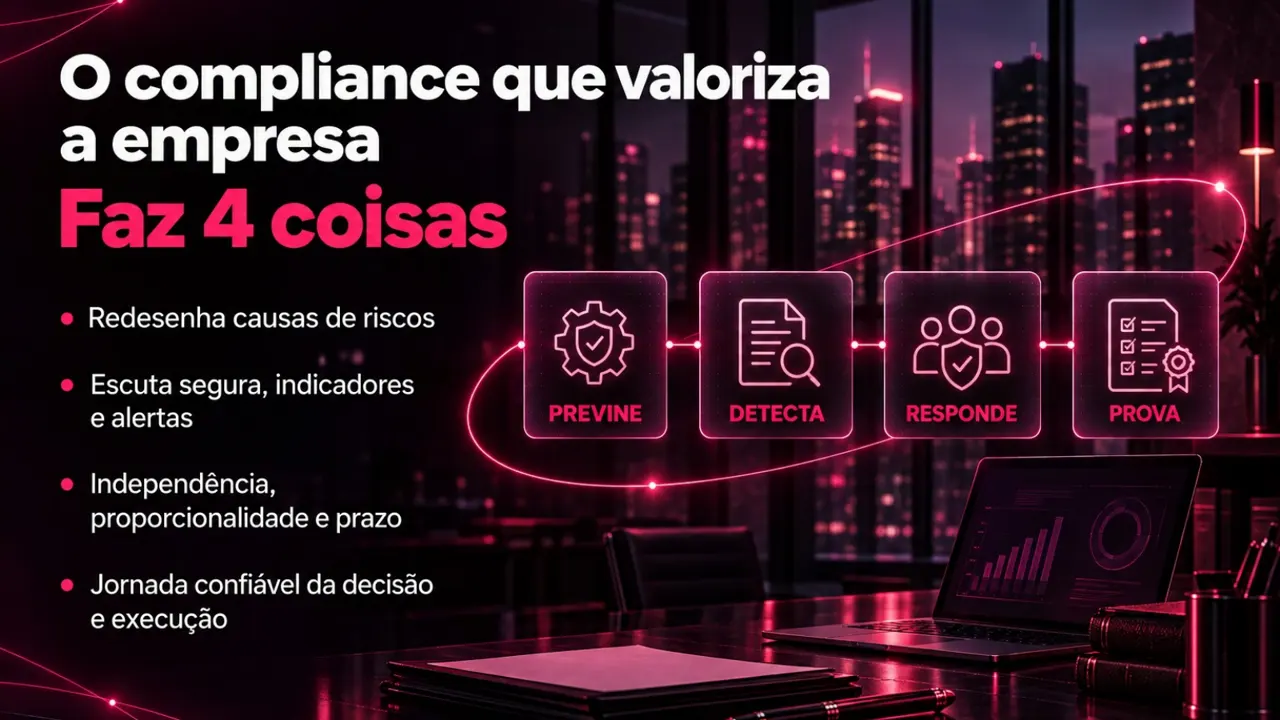 O compliance que valoriza
a empresa
Faz 4 coisas
Redesenha causas de riscos
Escuta segura, indicadores
e alertas
Independência,
proporcionalidade e prazo
Jornada confiável da decisão
e execução
PREVINE
DETECTA
RESPONDE
PROVA